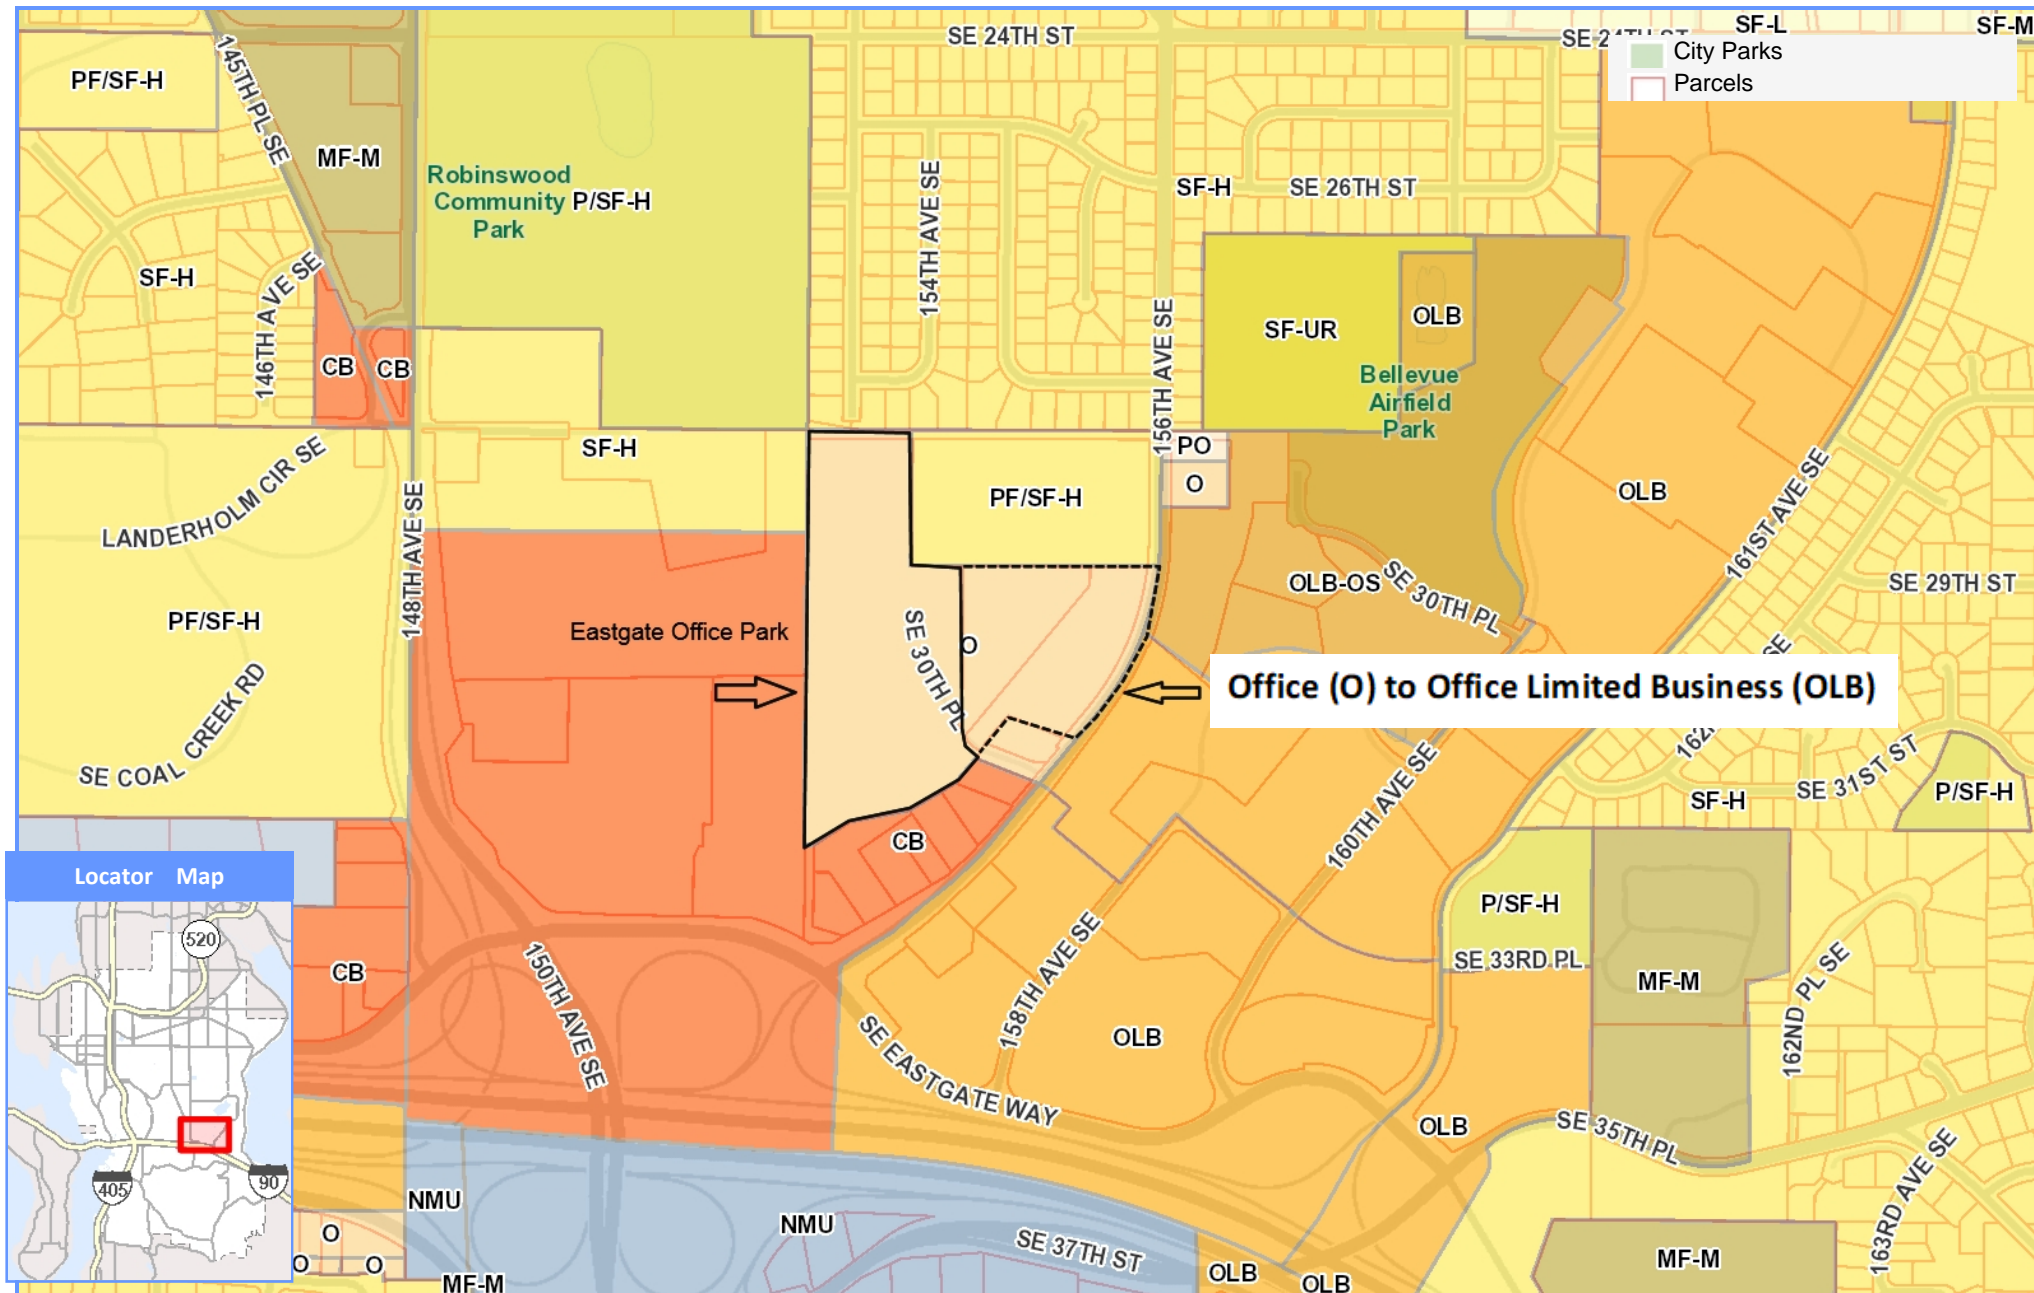 SE 24TH ST
SE 24TH ST
SF-L
SF-M
City Parks
Parcels
145TH PL SE
PF/SF-H
MF-M
Robinswood
Community
Park
P/SF-H
154TH AVE SE
SF-H
SE 26TH ST
SF-H
146TH AVE SE
156TH AVE SE
SF-UR
OLB
CB
CB
Bellevue
Airfield
Park
LANDERHOLM CIR SE
SF-H
PO
O
PF/SF-H
OLB
161ST AVE SE
148TH AVE SE
PF/SF-H
Eastgate Office Park
SE 30TH PL
O
OLB-OS
SE 30TH PL
SE 29TH ST
SE COAL CREEK RD
Office (O) to Office Limited Business (OLB)
SE 31ST ST
SF-H
P/SF-H
160TH AVE SE
CB
Locator Map
520
405
90
CB
150TH AVE SE
158TH AVE SE
P/SF-H
SE 33RD PL
MF-M
162ND PL SE
OLB
SE EASTGATE WAY
OLB
SE 35TH PL
163RD AVE SE
NMU
NMU
O
O
O
SE 37TH ST
MF-M
OLB
OLB
MF-M